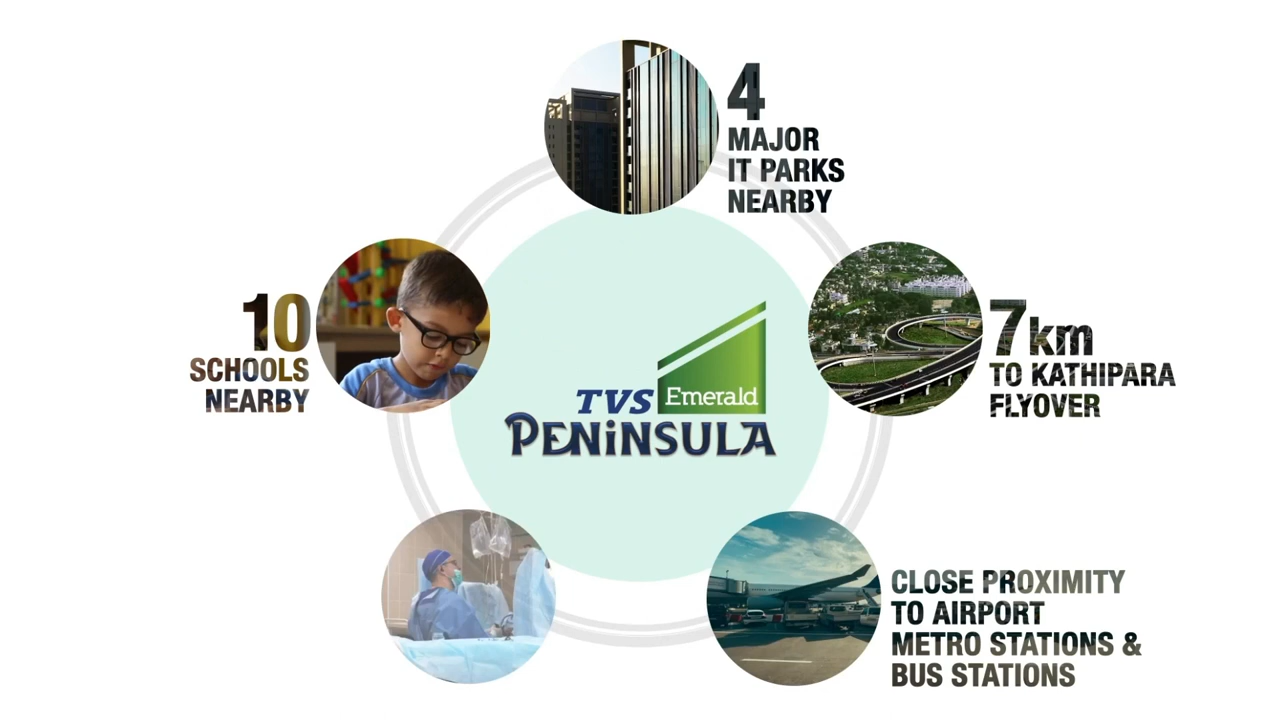 4
MAJOR
IT PARKS
NEARBY
10
SCHOOLS
NEARBY
7km
TO KATHIPARA
FLYOVER
TVS Emerald
PENINSULA
CLOSE PROXIMITY
TO AIRPORT
METRO STATIONS &
BUS STATIONS